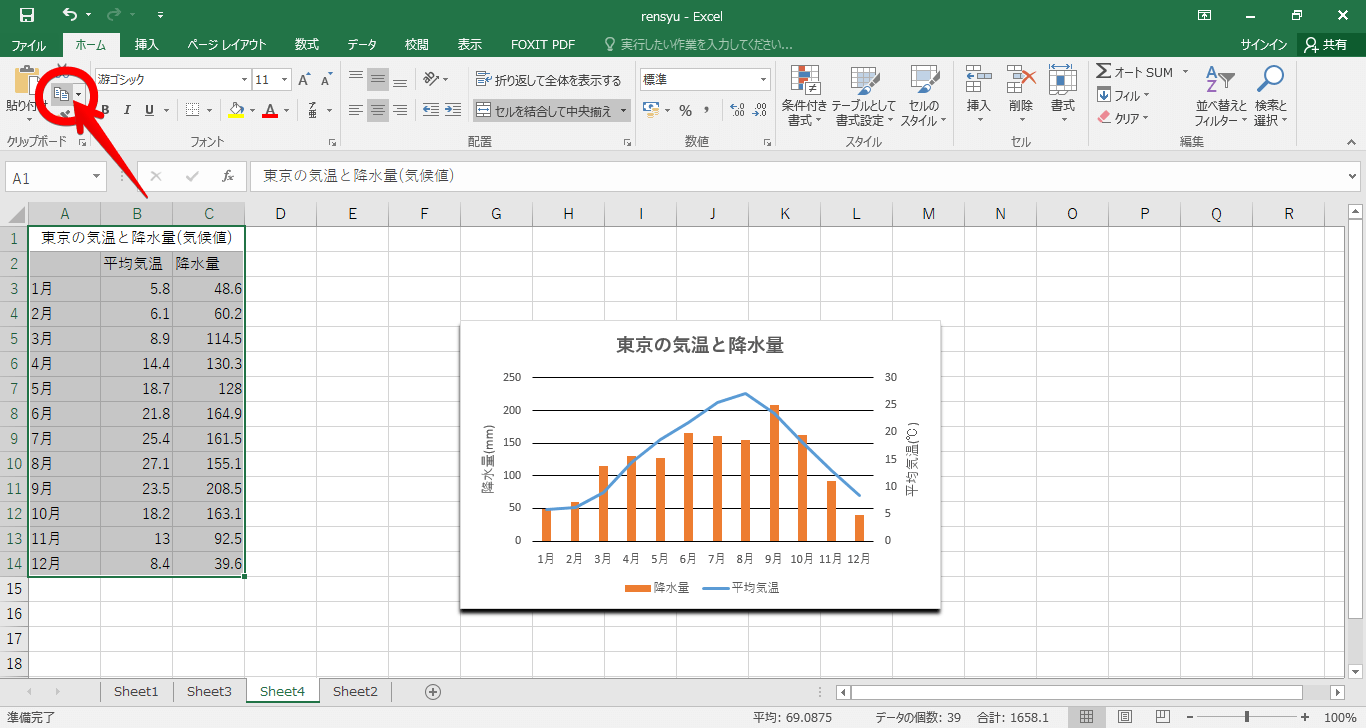 rensyu - Excel
ファイル ホーム 挿入 ページ レイアウト 数式 データ 校閲 表示 FOXIT PDF 実行したい作業を入力してください... サインイン 共有
游ゴシック 11 折り返して全体を表示する 標準
B I U セルを結合して中央揃え
条件付き書式 テーブルとして書式設定 セルのスタイル 挿入 削除 書式
オート SUM フィル クリア 並べ替えとフィルター 検索と選択
クリップボード フォント 配置 数値 スタイル セル 編集
A1 fx 東京の気温と降水量(気候値)
A B C D E F G H I J K L M N O P Q R
1 東京の気温と降水量(気候値)
2 平均気温 降水量
3 1月 5.8 48.6
4 2月 6.1 60.2
5 3月 8.9 114.5
6 4月 14.4 130.3
7 5月 18.7 128
8 6月 21.8 164.9
9 7月 25.4 161.5
10 8月 27.1 155.1
11 9月 23.5 208.5
12 10月 18.2 163.1
13 11月 13 92.5
14 12月 8.4 39.6
15
16
17
18
東京の気温と降水量
250 30
200 25
150 20
100 15
50 10
0 5
0
降水量(mm)
平均気温(℃)
1月 2月 3月 4月 5月 6月 7月 8月 9月 10月 11月 12月
降水量 平均気温
Sheet1 Sheet3 Sheet4 Sheet2
準備完了 平均: 69.0875 データの個数: 39 合計: 1658.1 100%